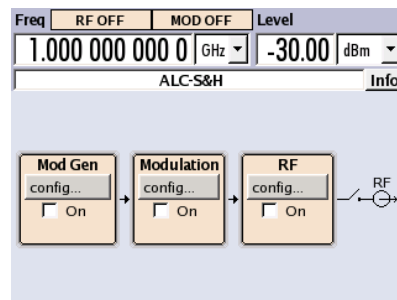 Freq RF OFF MOD OFF Level
1.000 000 000 0 GHz -30.00 dBm
ALC-S&H Info
Mod Gen Modulation RF
config... config... config... RF
On On On